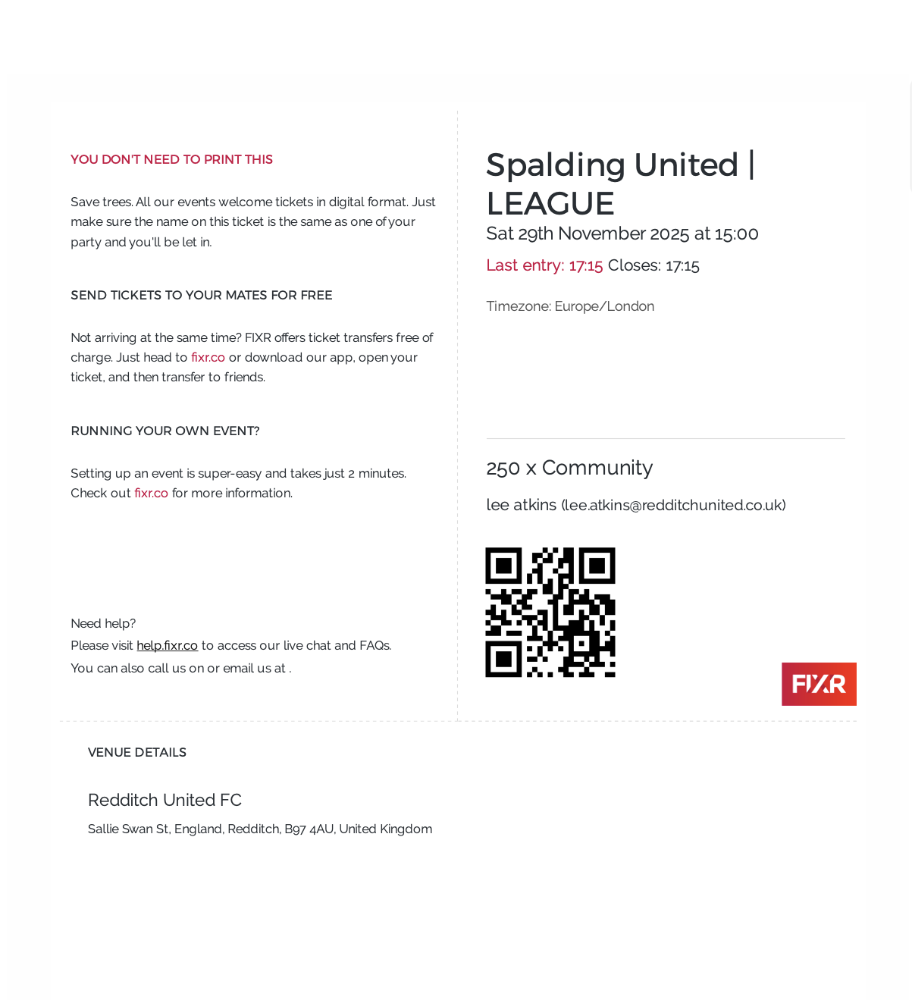 YOU DON'T NEED TO PRINT THIS
Save trees. All our events welcome tickets in digital format. Just
make sure the name on this ticket is the same as one of your
party and you'll be let in.
SEND TICKETS TO YOUR MATES FOR FREE
Not arriving at the same time? FIXR offers ticket transfers free of
charge. Just head to fixr.co or download our app, open your
ticket, and then transfer to friends.
RUNNING YOUR OWN EVENT?
Setting up an event is super-easy and takes just 2 minutes.
Check out fixr.co for more information.
Need help?
Please visit help.fixr.co to access our live chat and FAQs.
You can also call us on or email us at .
Spalding United |
LEAGUE
Sat 29th November 2025 at 15:00
Last entry: 17:15 Closes: 17:15
Timezone: Europe/London
250 x Community
lee atkins (lee.atkins@redditchunited.co.uk)
FIXR
VENUE DETAILS
Redditch United FC
Sallie Swan St, England, Redditch, B97 4AU, United Kingdom